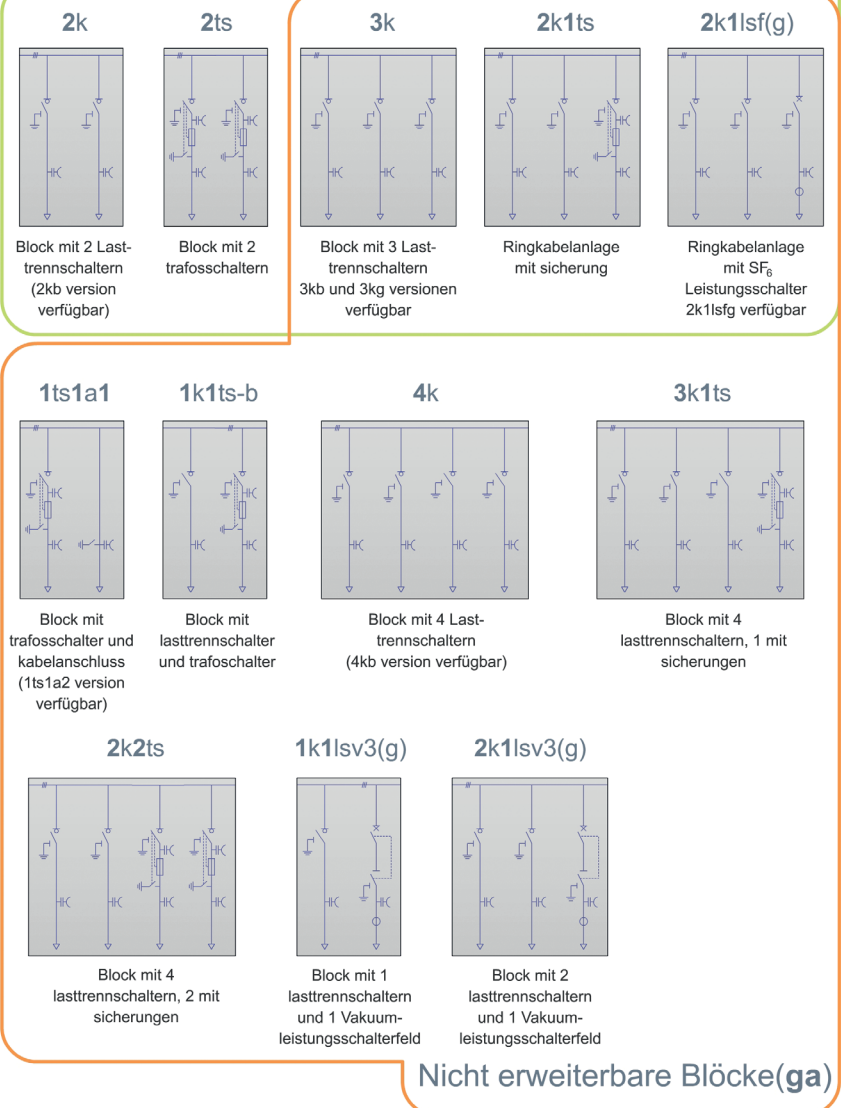 2k
2ts
3k
2k1ts
2k1lsf(g)
Block mit 2 Last-
trennschaltern
(2kb version
verfügbar)
Block mit 2
trafosschaltern
Block mit 3 Last-
trennschaltern
3kb und 3kg versionen
verfügbar
Ringkabelanlage
mit sicherung
Ringkabelanlage
mit SF₆
Leistungsschalter
2k1lsfg verfügbar
1ts1a1
1k1ts-b
4k
3k1ts
Block mit
trafosschalter und
kabelanschluss
(1ts1a2 version
verfügbar)
Block mit
lasttrennschalter
und trafoschalter
Block mit 4 Last-
trennschaltern
(4kb version verfügbar)
Block mit 4
lasttrennschaltern, 1 mit
sicherungen
2k2ts
1k1lsv3(g)
2k1lsv3(g)
Block mit 4
lasttrennschaltern, 2 mit
sicherungen
Block mit 1
lasttrennschaltern
und 1 Vakuum-
leistungsschalterfeld
Block mit 2
lasttrennschaltern
und 1 Vakuum-
leistungsschalterfeld
Nicht erweiterbare Blöcke(ga)